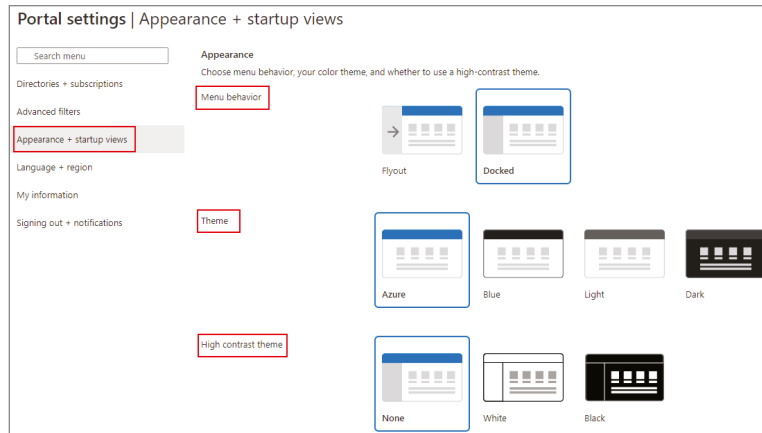 Portal settings | Appearance + startup views
Search menu
Directories + subscriptions
Advanced filters
Appearance + startup views
Language + region
My information
Signing out + notifications
Appearance
Choose menu behavior, your color theme, and whether to use a high-contrast theme.
Menu behavior
Flyout
Docked
Theme
Azure
Blue
Light
Dark
High contrast theme
None
White
Black